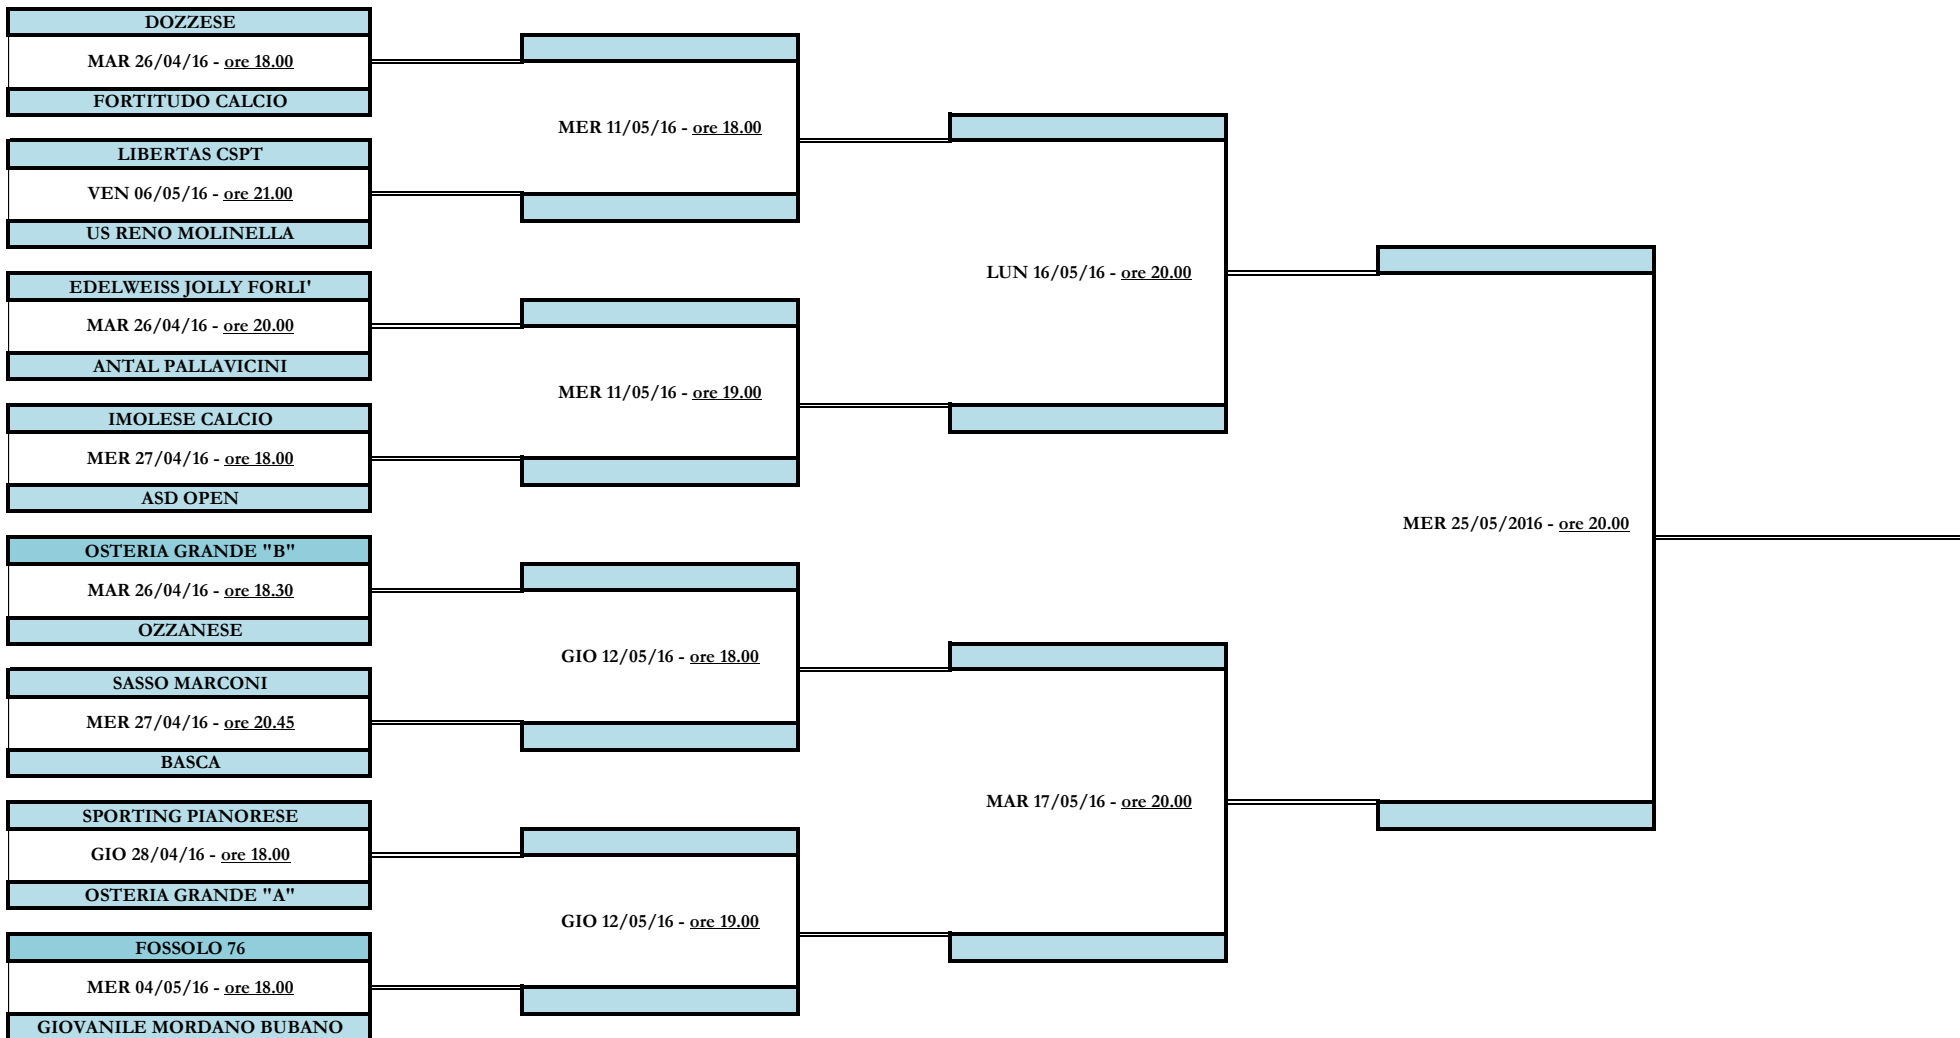 DOZZESE
MAR 26/04/16 - ore 18.00
FORTITUDO CALCIO
LIBERTAS CSPT
VEN 06/05/16 - ore 21.00
US RENO MOLINELLA
EDELWEISS JOLLY FORLI'
MAR 26/04/16 - ore 20.00
ANTAL PALLAVICINI
IMOLESE CALCIO
MER 27/04/16 - ore 18.00
ASD OPEN
OSTERIA GRANDE "B"
MAR 26/04/16 - ore 18.30
OZZANESE
SASSO MARCONI
MER 27/04/16 - ore 20.45
BASCA
SPORTING PIANORESE
GIO 28/04/16 - ore 18.00
OSTERIA GRANDE "A"
FOSSOLO 76
MER 04/05/16 - ore 18.00
GIOVANILE MORDANO BUBANO
MER 11/05/16 - ore 18.00
MER 11/05/16 - ore 19.00
GIO 12/05/16 - ore 18.00
GIO 12/05/16 - ore 19.00
LUN 16/05/16 - ore 20.00
MAR 17/05/16 - ore 20.00
MER 25/05/2016 - ore 20.00